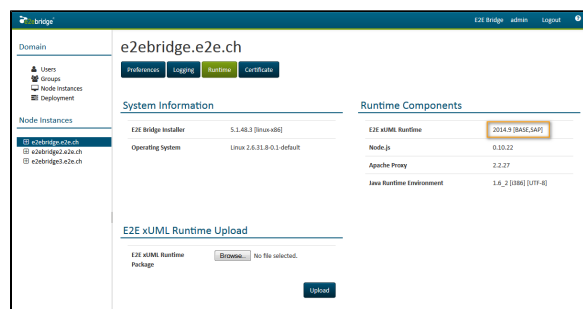 e2ebridge
E2E Bridge admin Logout
Domain
Users
Groups
Node Instances
Deployment
Node Instances
e2ebridge.e2e.ch
e2ebridge2.e2e.ch
e2ebridge3.e2e.ch
e2ebridge.e2e.ch
Preferences Logging Runtime Certificate
System Information
E2E Bridge Installer 5.1.48.3 [linux-x86]
Operating System Linux 2.6.31.8-0.1-default
Runtime Components
E2E xUML Runtime 2014.9 [BASE,SAP]
Node.js 0.10.22
Apache Proxy 2.2.27
Java Runtime Environment 1.6_2 [i386] [UTF-8]
E2E xUML Runtime Upload
E2E xUML Runtime
Package
Browse... No file selected.
Upload